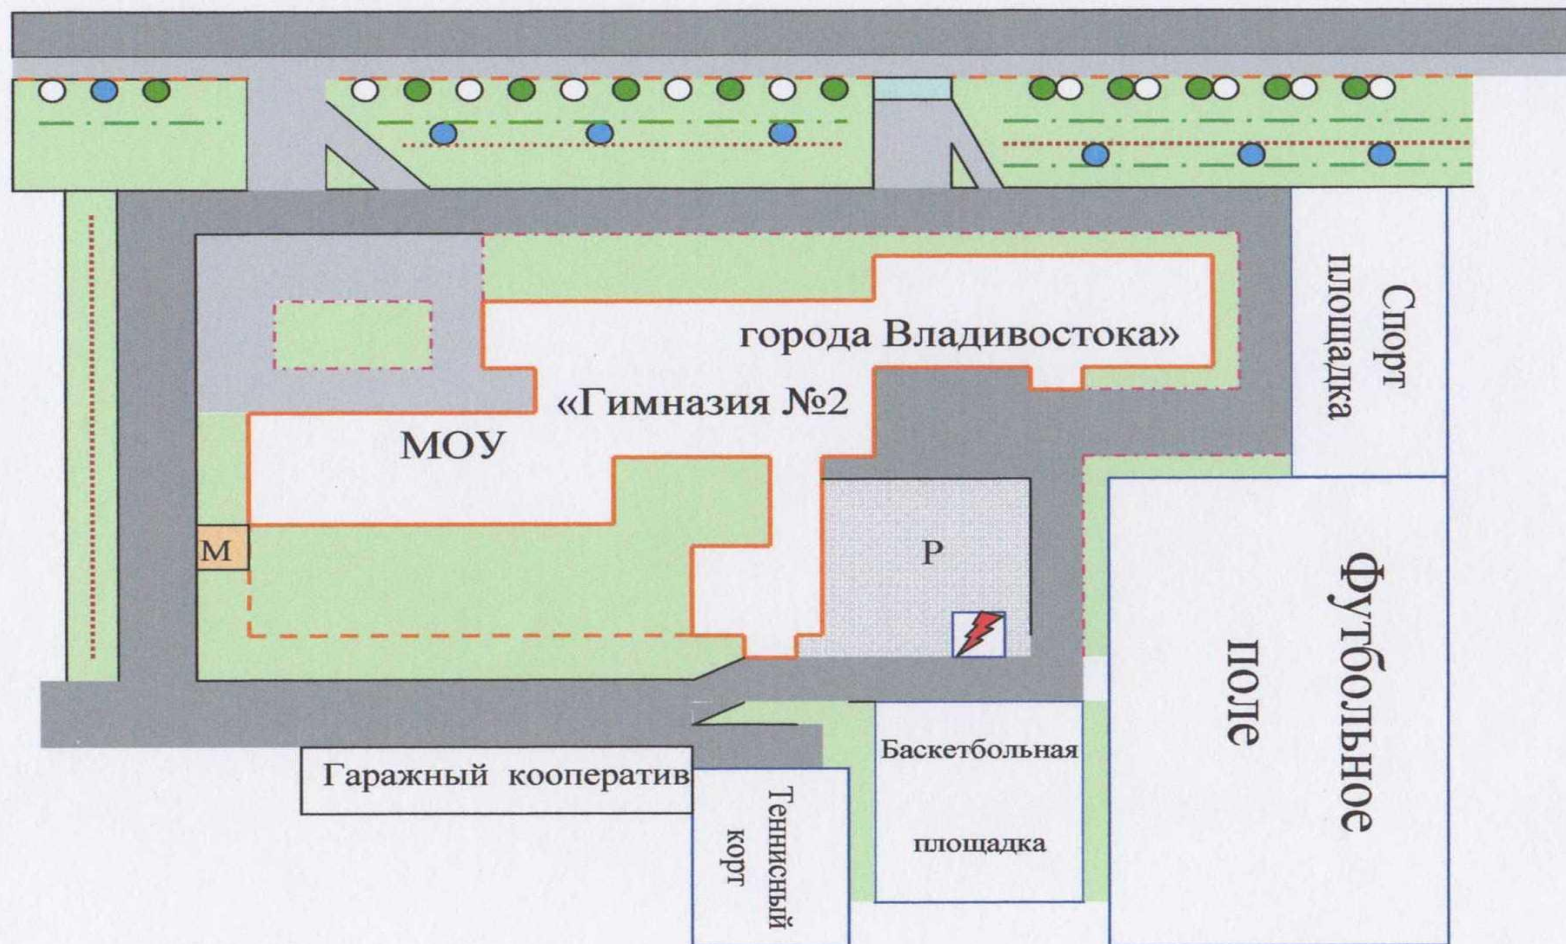 Спорт
площадка
города Владивостока»
«Гимназия №2
МОУ
М
Р
Футбольное
поле
Баскетбольная
площадка
Гаражный кооператив
Теннисный
корт